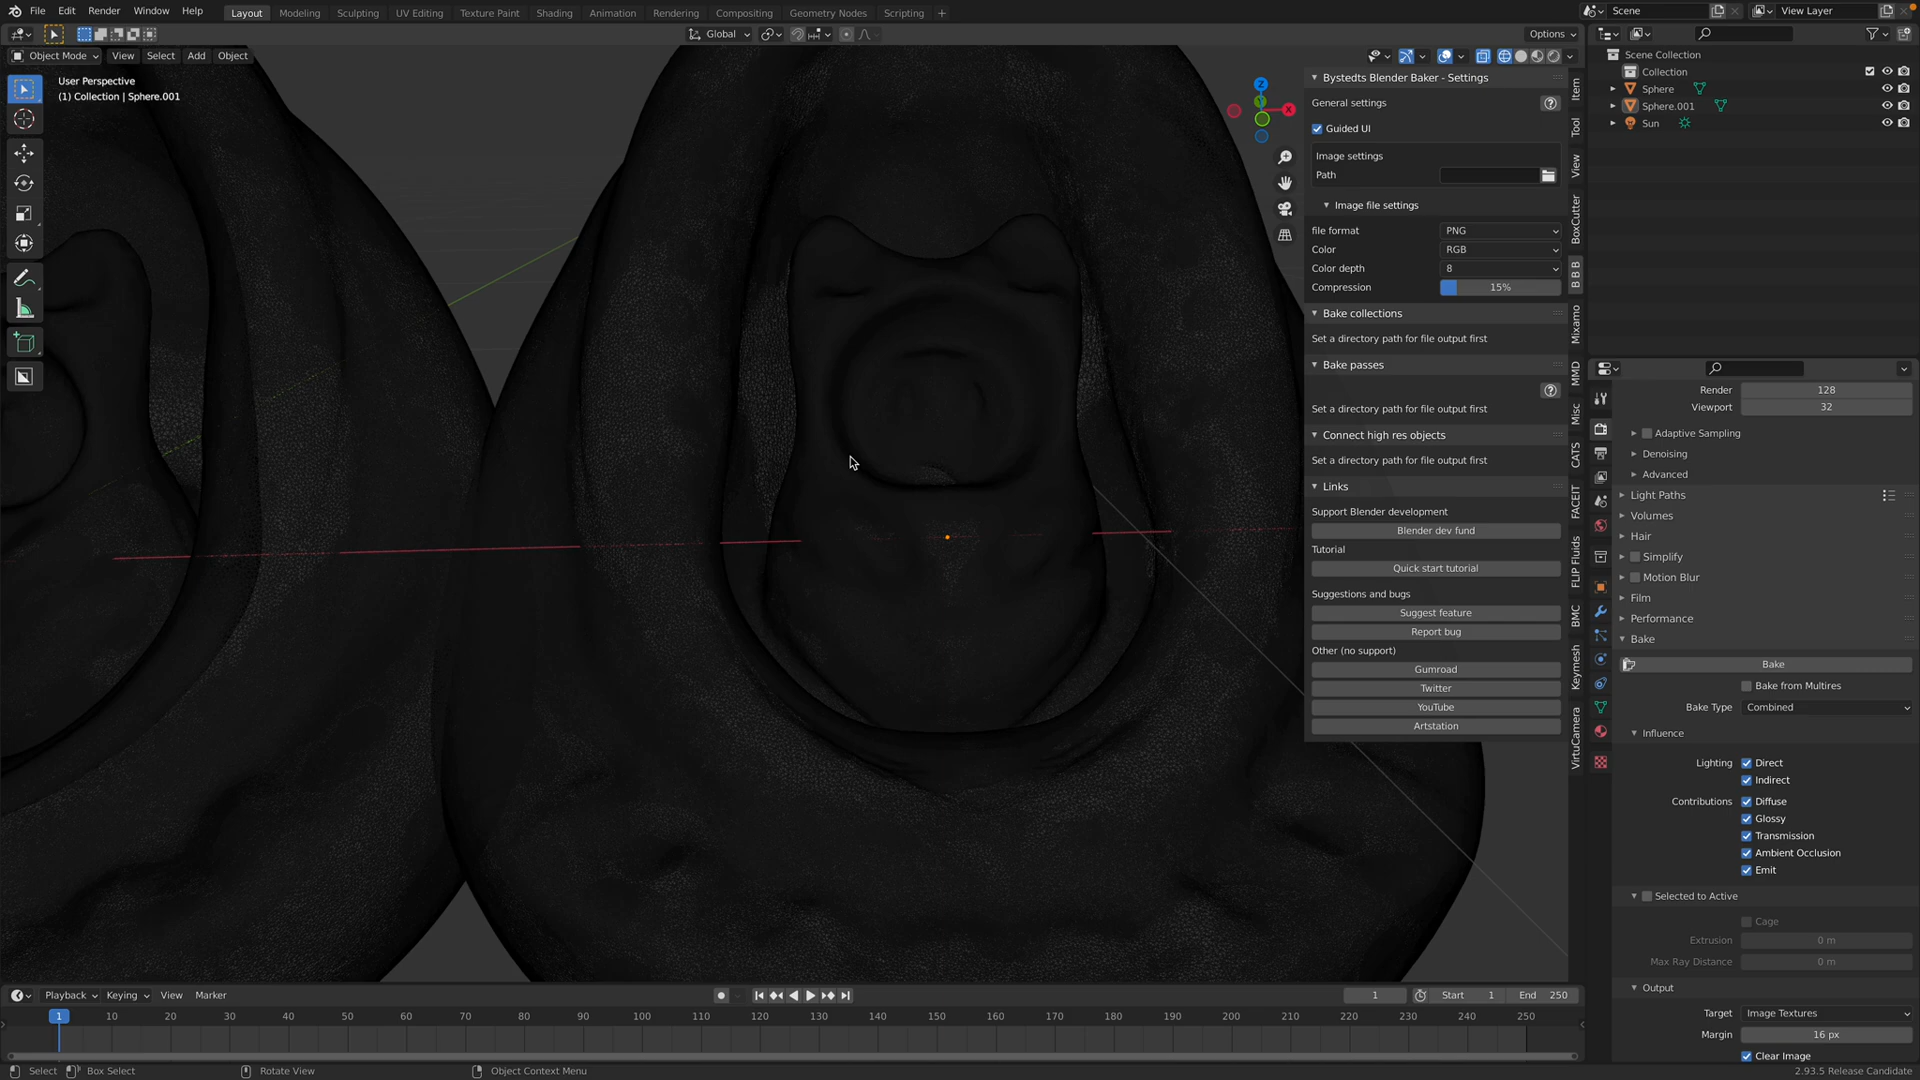 File Edit Render Window Help
Layout Modeling Sculpting UV Editing Texture Paint Shading Animation Rendering Compositing Geometry Nodes Scripting +
Scene
View Layer
Global
Options
Object Mode View Select Add Object
User Perspective
(1) Collection | Sphere.001
Z
X
Bystedts Blender Baker - Settings
General settings
?
Guided UI
Image settings
Path
Image file settings
file format PNG
Color RGB
Color depth 8
Compression 15%
Bake collections
Set a directory path for file output first
Bake passes
?
Set a directory path for file output first
Connect high res objects
Set a directory path for file output first
Links
Support Blender development
Blender dev fund
Tutorial
Quick start tutorial
Suggestions and bugs
Suggest feature
Report bug
Other (no support)
Gumroad
Twitter
YouTube
Artstation
Item
Tool
View
BoxCutter
B B B
Mixamo
MMD
Misc
CATS
FACEIT
FLIP Fluids
BMC
Keymesh
VirtuCamera
Scene Collection
Collection
Sphere
Sphere.001
Sun
Render 128
Viewport 32
Adaptive Sampling
Denoising
Advanced
Light Paths
Volumes
Hair
Simplify
Motion Blur
Film
Performance
Bake
Bake
Bake from Multires
Bake Type Combined
Influence
Lighting Direct
Indirect
Contributions Diffuse
Glossy
Transmission
Ambient Occlusion
Emit
Selected to Active
Cage
Extrusion 0 m
Max Ray Distance 0 m
Output
Target Image Textures
Margin 16 px
Clear Image
Playback Keying View Marker
1 Start 1 End 250
1 10 20 30 40 50 60 70 80 90 100 110 120 130 140 150 160 170 180 190 200 210 220 230 240 250
Select Box Select Rotate View Object Context Menu
2.93.5 Release Candidate